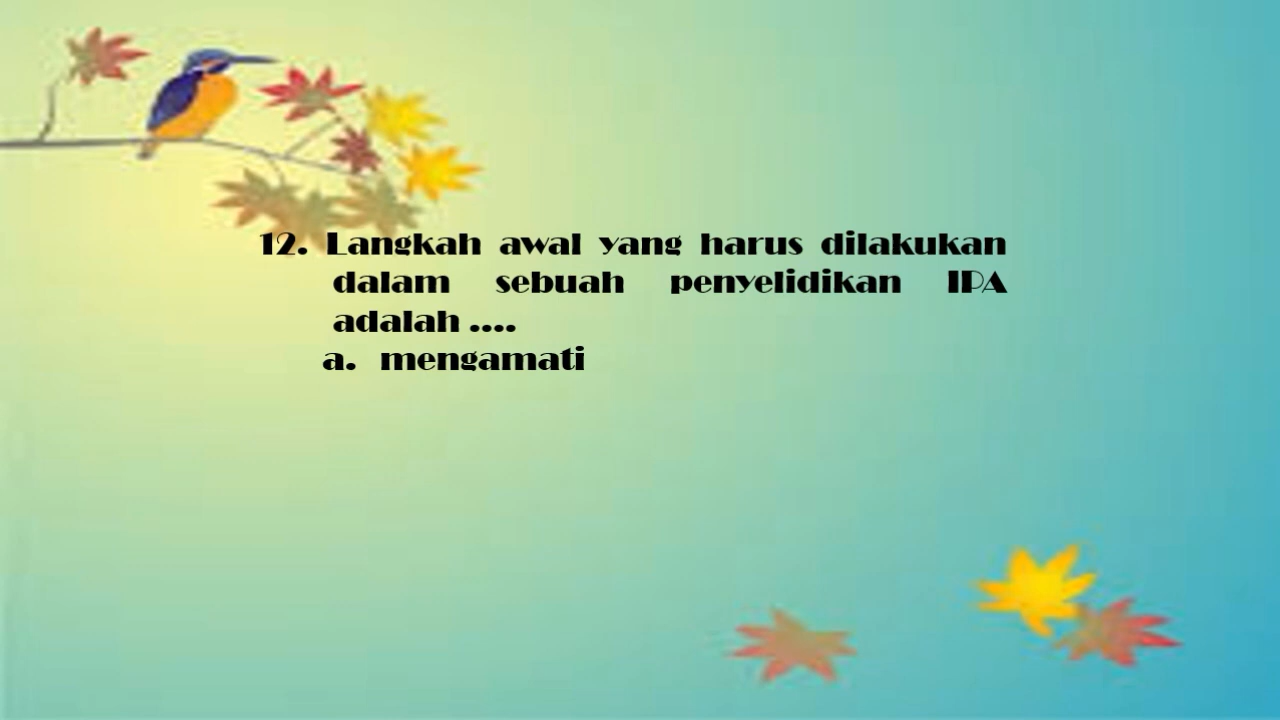 12. Langkah awal yang harus dilakukan
dalam sebuah penyelidikan IPA
adalah ....
a. mengamati